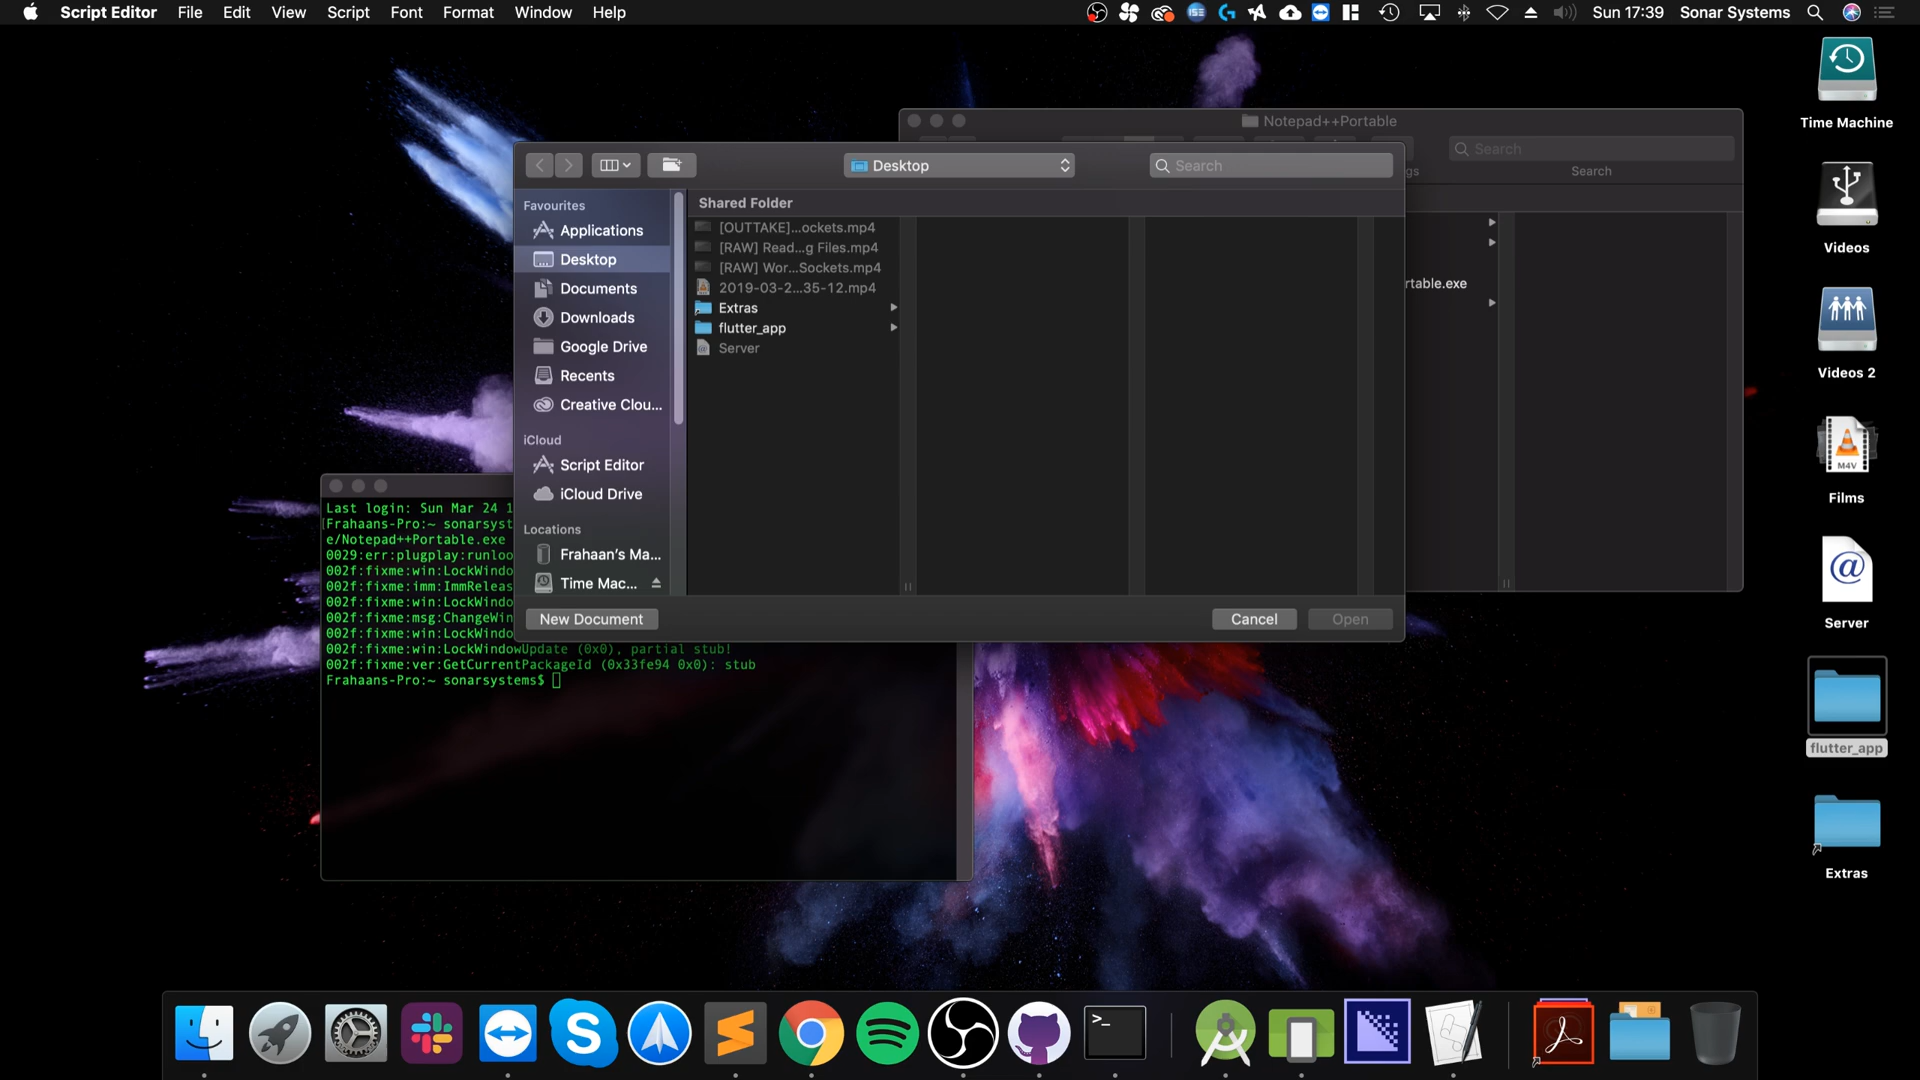 Script Editor File Edit View Script Font Format Window Help
Sun 17:39 Sonar Systems
Time Machine
Videos
Videos 2
M4V
Films
@
Server
flutter_app
Extras
Notepad++Portable
Search
gs
Search
rtable.exe
Desktop
Search
Favourites
Applications
Desktop
Documents
Downloads
Google Drive
Recents
Creative Clou...
iCloud
Script Editor
iCloud Drive
Locations
Frahaan's Ma...
Time Mac...
Shared Folder
[OUTTAKE]...ockets.mp4
[RAW] Read...g Files.mp4
[RAW] Wor...Sockets.mp4
2019-03-2...35-12.mp4
Extras
flutter_app
Server
New Document
Cancel
Open
Last login: Sun Mar 24 1
[Frahaans-Pro:~ sonarsyst
e/Notepad++Portable.exe
0029:err:plugplay:runloo
002f:fixme:win:LockWindo
002f:fixme:imm:ImmReleas
002f:fixme:win:LockWindo
002f:fixme:msg:ChangeWin
002f:fixme:win:LockWindo
002f:fixme:win:LockWindowUpdate (0x0), partial stub!
002f:fixme:ver:GetCurrentPackageId (0x33fe94 0x0): stub
Frahaans-Pro:~ sonarsystems$